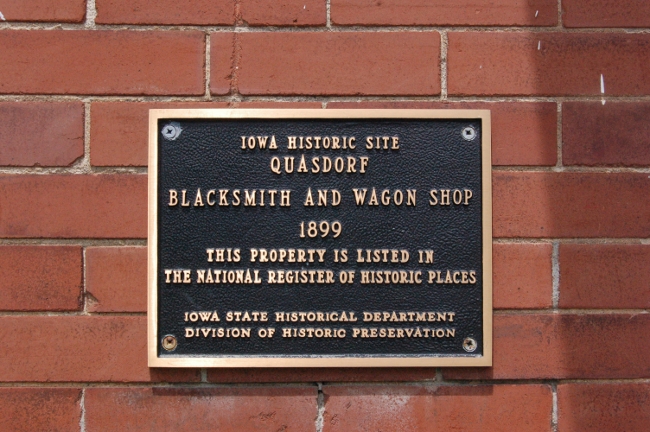 IOWA HISTORIC SITE
QUASDORF
BLACKSMITH AND WAGON SHOP
1899
THIS PROPERTY IS LISTED IN
THE NATIONAL REGISTER OF HISTORIC PLACES
IOWA STATE HISTORICAL DEPARTMENT
DIVISION OF HISTORIC PRESERVATION